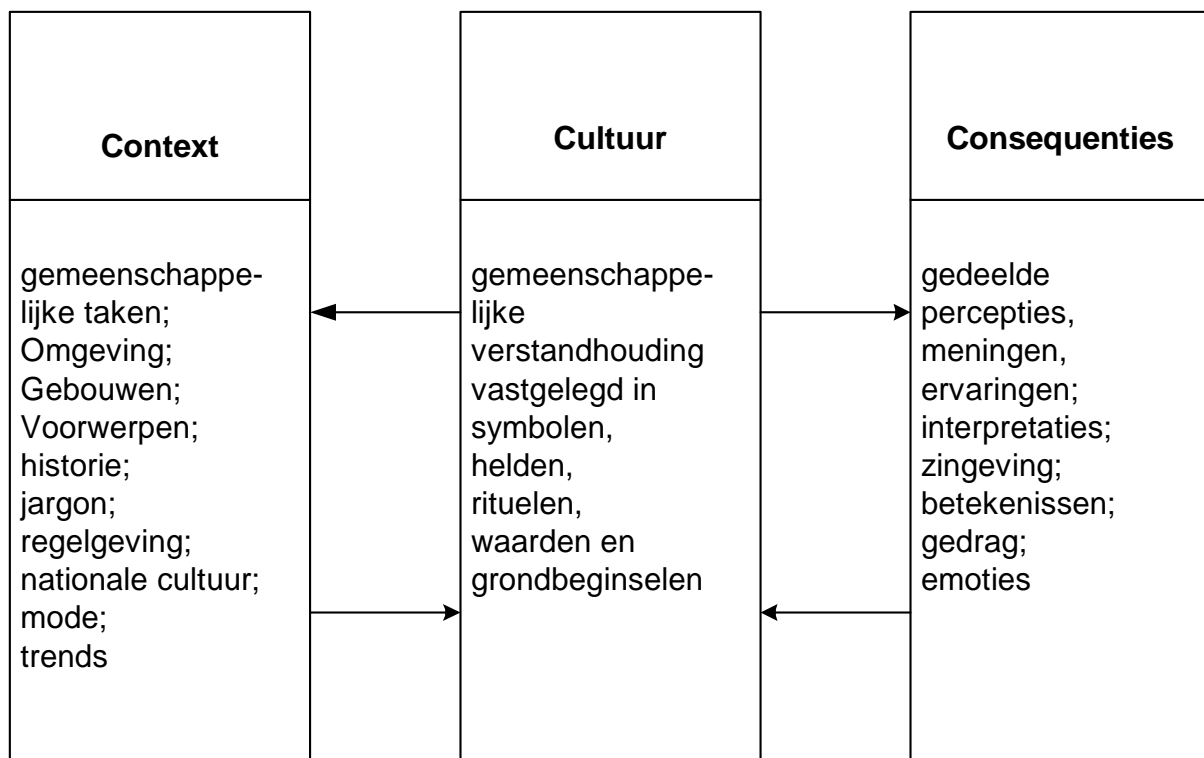 Context
gemeenschappe-
lijke taken;
Omgeving;
Gebouwen;
Voorwerpen;
historie;
jargon;
regelgeving;
nationale cultuur;
mode;
trends
Cultuur
gemeenschappe-
lijke
verstandhouding
vastgelegd in
symbolen,
helden,
rituelen,
waarden en
grondbeginselen
Consequenties
gedeelde
percepties,
meningen,
ervaringen;
interpretaties;
zingeving;
betekenissen;
gedrag;
emoties